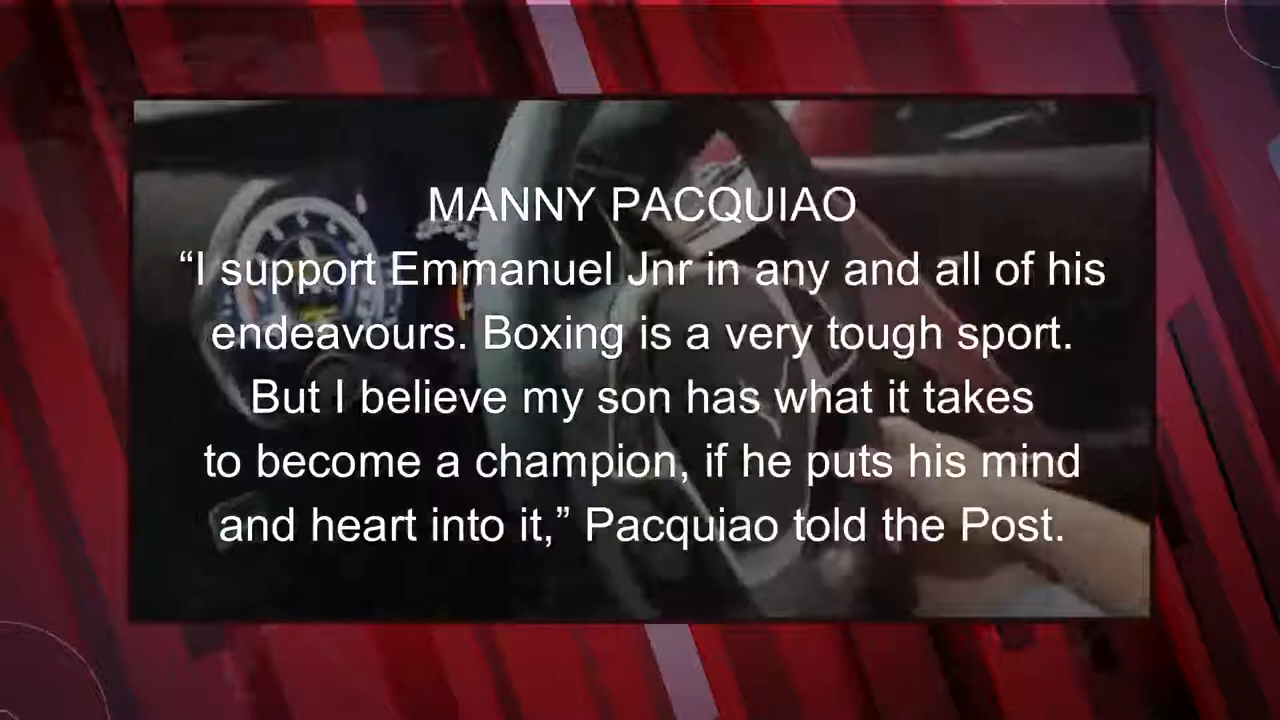 MANNY PACQUIAO
“I support Emmanuel Jnr in any and all of his
endeavours. Boxing is a very tough sport.
But I believe my son has what it takes
to become a champion, if he puts his mind
and heart into it,” Pacquiao told the Post.